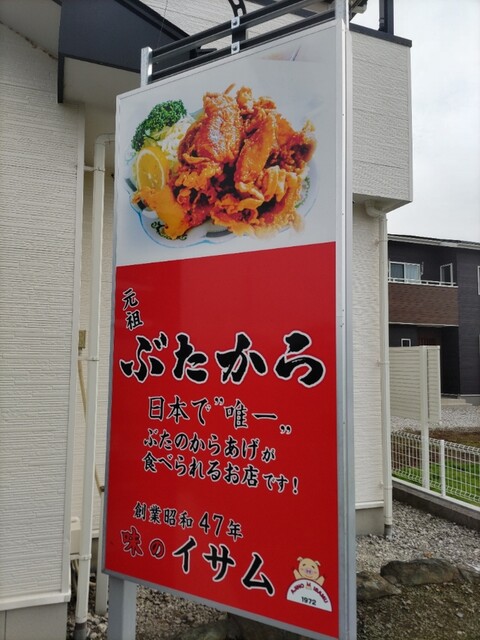 元祖
ぶたから
日本で〝唯一〟
ぶたのからあげが
食べられるお店です!
創業昭和47年
味のイサム
AJINO ISAMU
1972